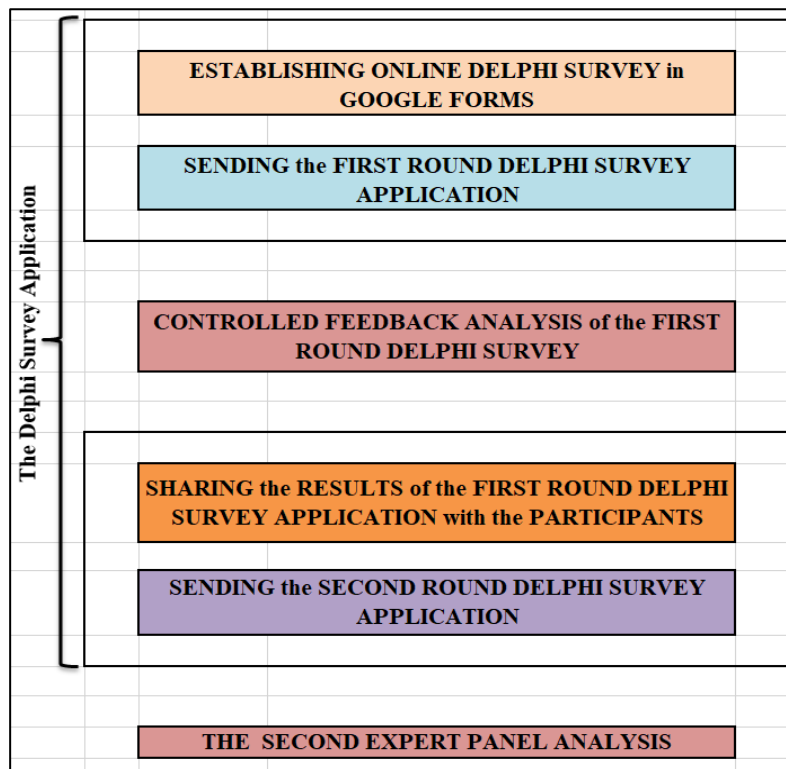 The Delphi Survey Application
ESTABLISHING ONLINE DELPHI SURVEY in
GOOGLE FORMS
SENDING the FIRST ROUND DELPHI SURVEY
APPLICATION
CONTROLLED FEEDBACK ANALYSIS of the FIRST
ROUND DELPHI SURVEY
SHARING the RESULTS of the FIRST ROUND DELPHI
SURVEY APPLICATION with the PARTICIPANTS
SENDING the SECOND ROUND DELPHI SURVEY
APPLICATION
THE SECOND EXPERT PANEL ANALYSIS